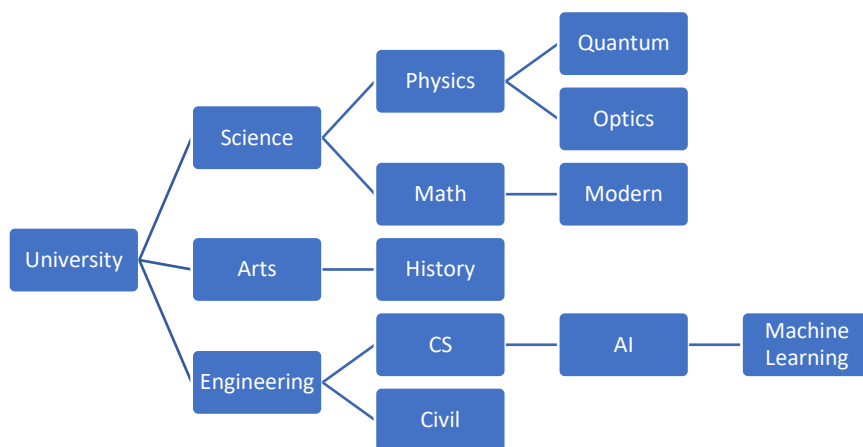 University
Science
Physics
Quantum
Optics
Math
Modern
Arts
History
Engineering
CS
AI
Machine
Learning
Civil